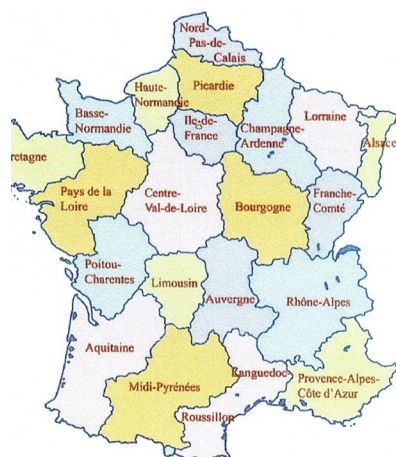 Nord-
Pas-de-
Calais
Haute-
Normandie
Picardie
Basse-
Normandie
Ile-de-
France
Champagne-
Ardenne
Lorraine
Alsace
retagne
Pays de la
Loire
Centre-
Val-de-Loire
Bourgogne
Franche-
Comté
Poitou-
Charentes
Limousin
Auvergne
Rhône-Alpes
Aquitaine
Midi-Pyrénées
Languedoc
Roussillon
Provence-Alpes-
Côte d'Azur